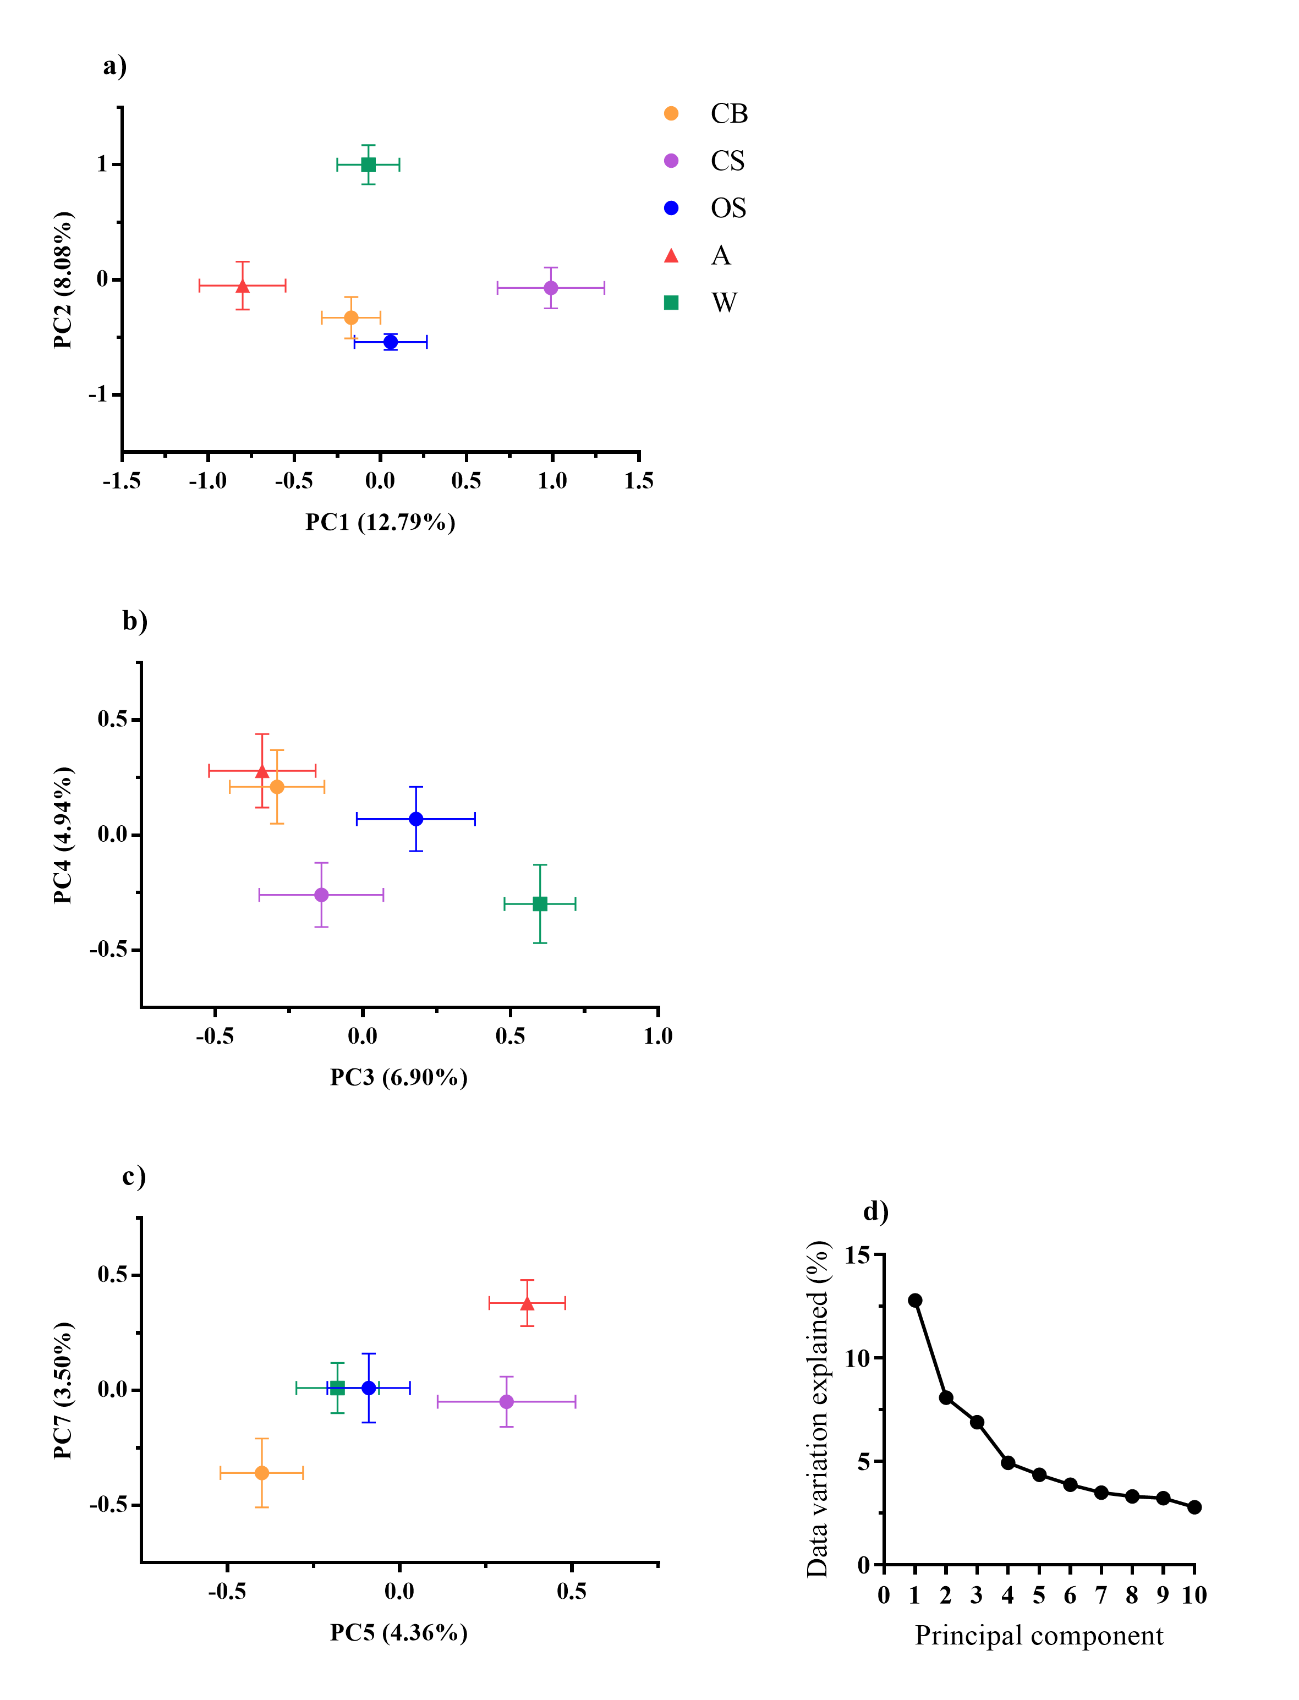 a)
CB
CS
OS
A
W
1
0
-1
PC2 (8.08%)
-1.5 -1.0 -0.5 0.0 0.5 1.0 1.5
PC1 (12.79%)
b)
0.5
0.0
-0.5
PC4 (4.94%)
-0.5 0.0 0.5 1.0
PC3 (6.90%)
c)
0.5
0.0
-0.5
PC7 (3.50%)
-0.5 0.0 0.5
PC5 (4.36%)
d)
15
10
5
0
Data variation explained (%)
0 1 2 3 4 5 6 7 8 9 10
Principal component